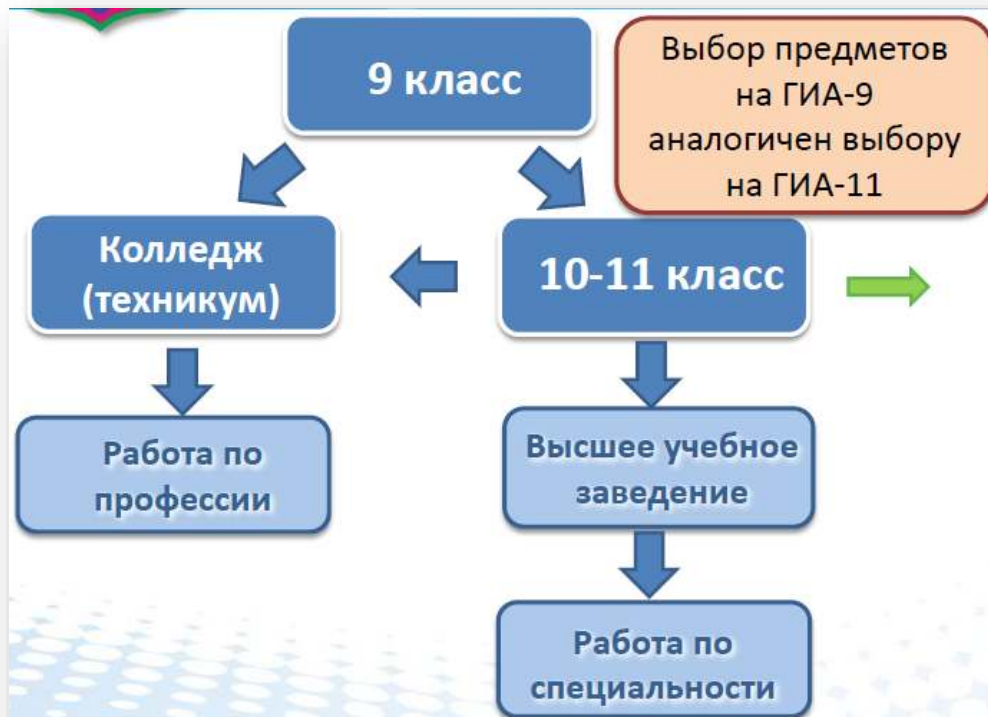 9 класс
Выбор предметов
на ГИА-9
аналогичен выбору
на ГИА-11
Колледж
(техникум)
10-11 класс
Работа по
профессии
Высшее учебное
заведение
Работа по
специальности